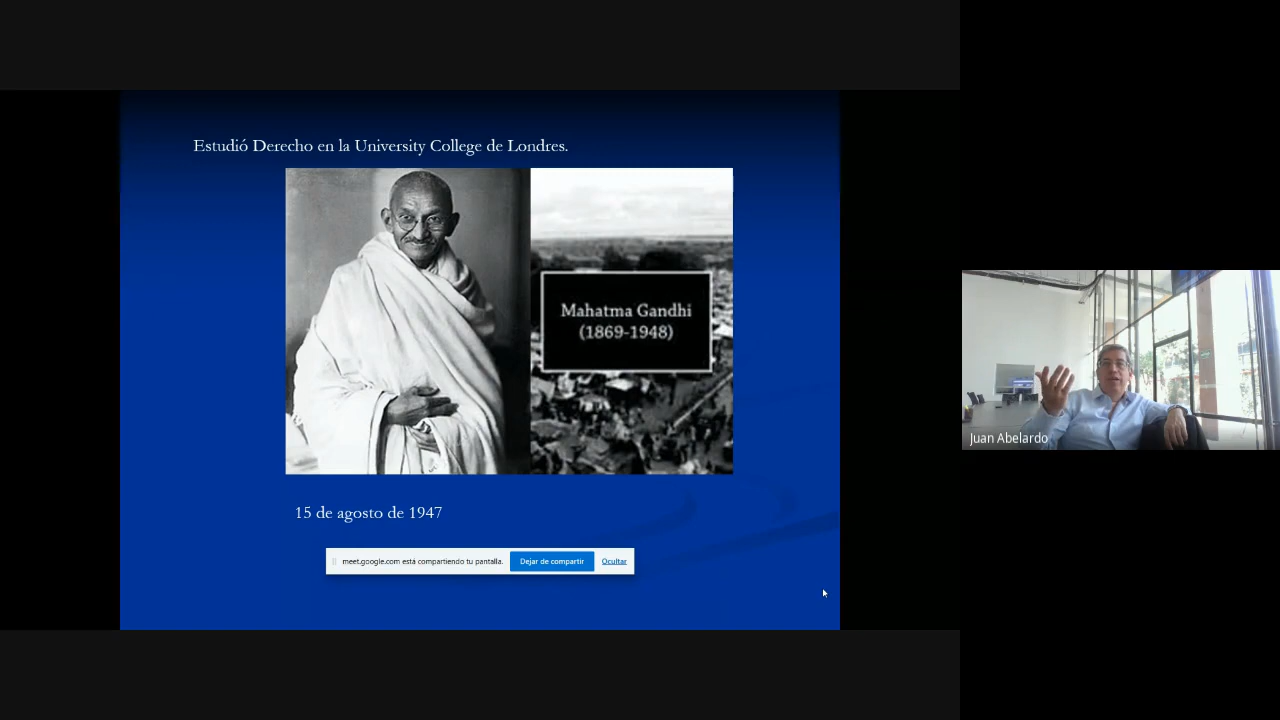 Estudió Derecho en la University College de Londres.
Mahatma Gandhi
(1869-1948)
15 de agosto de 1947
meet.google.com está compartiendo tu pantalla.
Dejar de compartir
Ocultar
Juan Abelardo